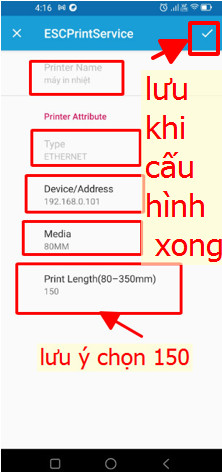 4:16
ESCPrintService
Printer Name
máy in nhiệt
Printer Attribute
Type
ETHERNET
Device/Address
192.168.0.101
Media
80MM
Print Length(80–350mm)
150
lưu
khi
cấu
hình
xong
lưu ý chọn 150